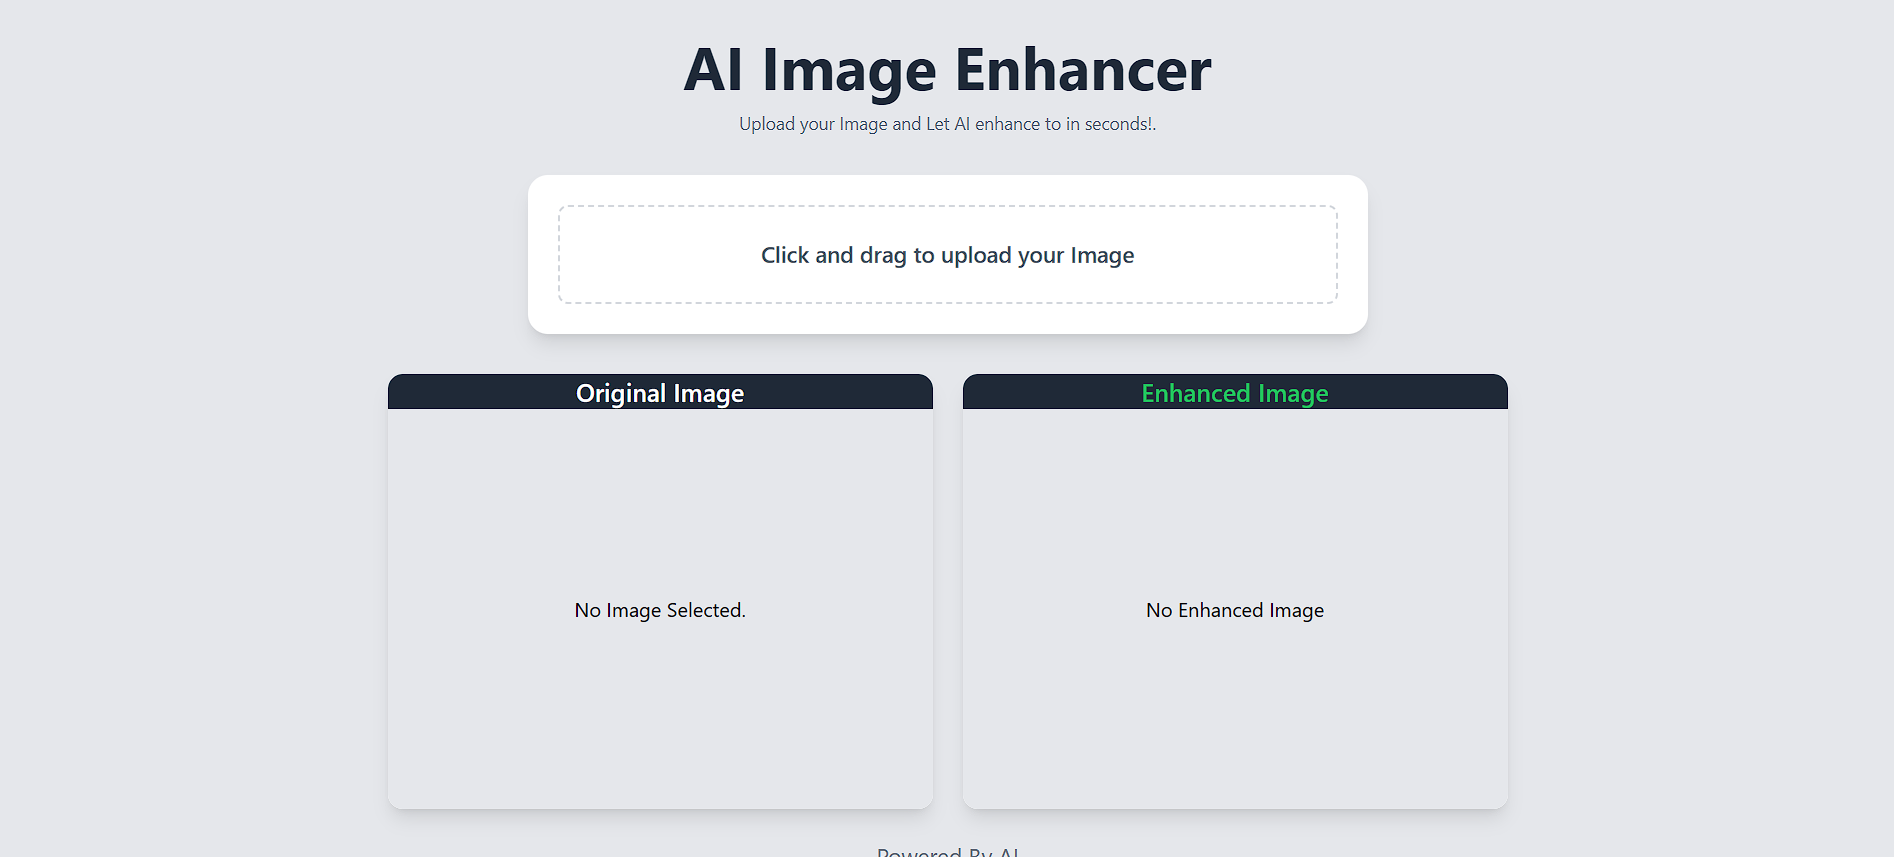 AI Image Enhancer
Upload your Image and Let AI enhance to in seconds!.
Click and drag to upload your Image
Original Image
Enhanced Image
No Image Selected.
No Enhanced Image
Powered By AI